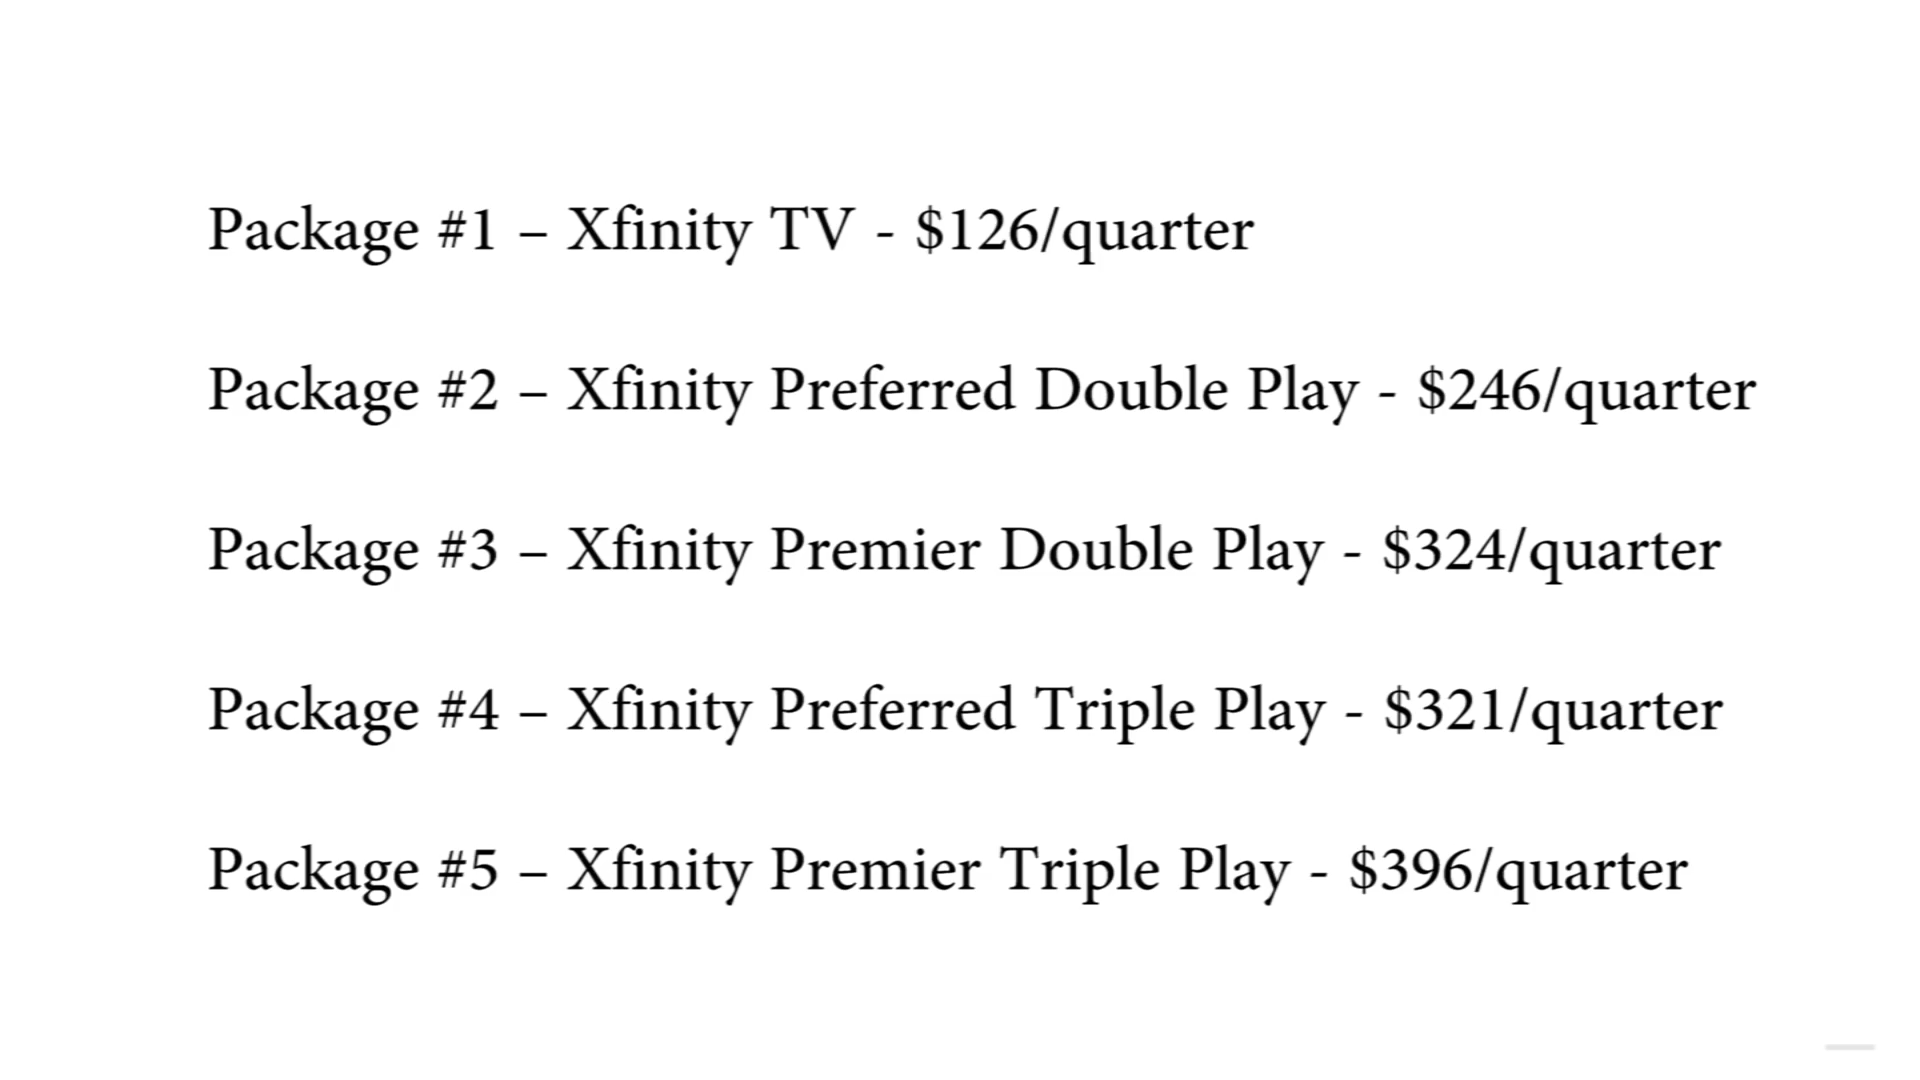 Package #1 – Xfinity TV - $126/quarter
Package #2 – Xfinity Preferred Double Play - $246/quarter
Package #3 – Xfinity Premier Double Play - $324/quarter
Package #4 – Xfinity Preferred Triple Play - $321/quarter
Package #5 – Xfinity Premier Triple Play - $396/quarter